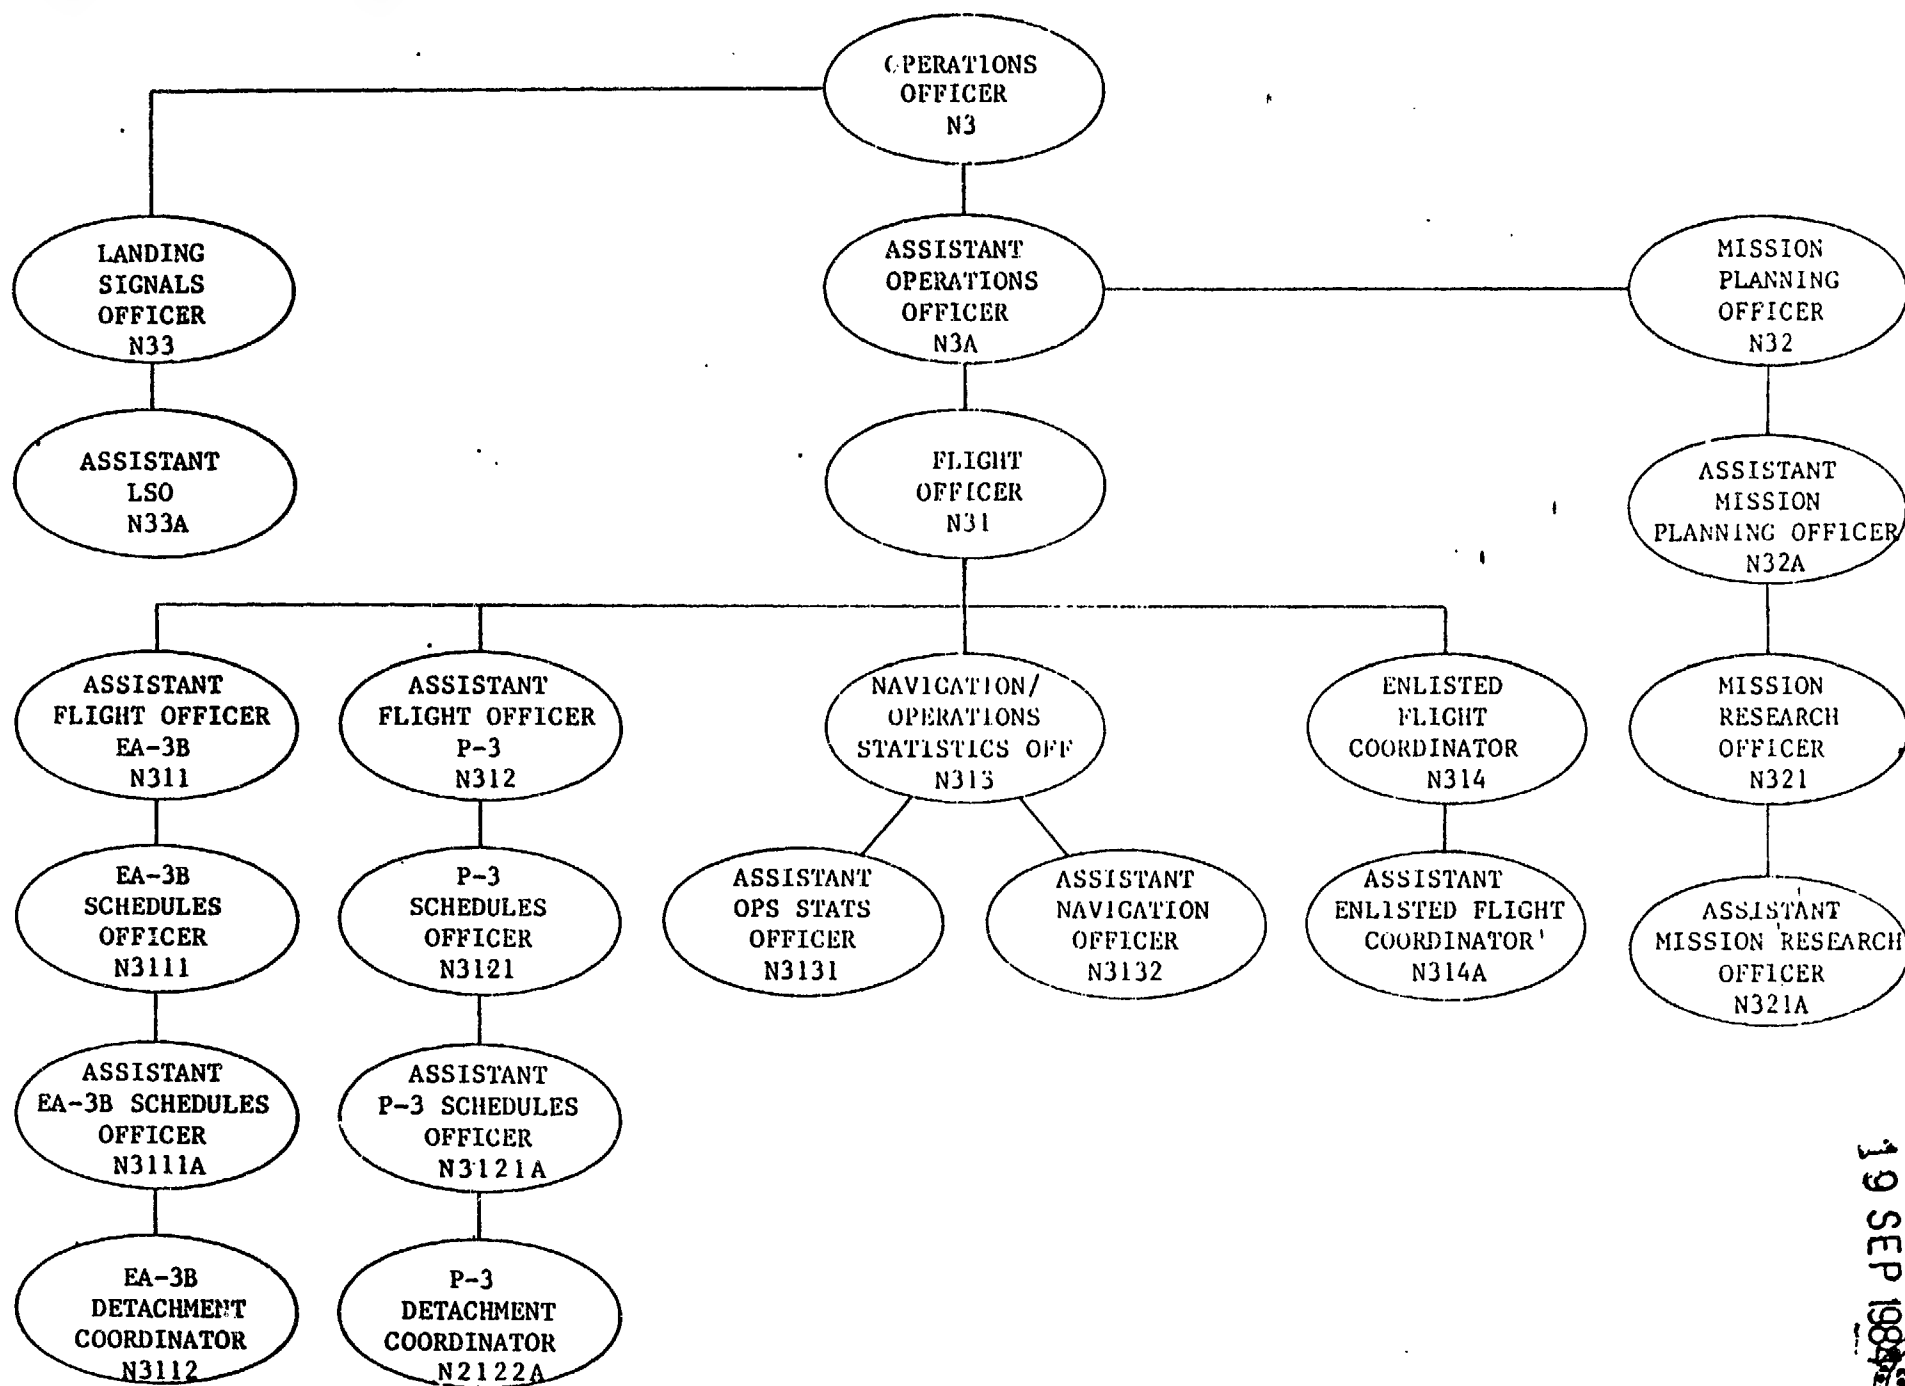 OPERATIONS
OFFICER
N3
LANDING
SIGNALS
OFFICER
N33
ASSISTANT
OPERATIONS
OFFICER
N3A
MISSION
PLANNING
OFFICER
N32
ASSISTANT
LSO
N33A
FLIGHT
OFFICER
N31
ASSISTANT
MISSION
PLANNING OFFICER
N32A
ASSISTANT
FLIGHT OFFICER
EA-3B
N311
ASSISTANT
FLIGHT OFFICER
P-3
N312
NAVIGATION/
OPERATIONS
STATISTICS OFF
N313
ENLISTED
FLIGHT
COORDINATOR
N314
MISSION
RESEARCH
OFFICER
N321
EA-3B
SCHEDULES
OFFICER
N3111
P-3
SCHEDULES
OFFICER
N3121
ASSISTANT
OPS STATS
OFFICER
N3131
ASSISTANT
NAVIGATION
OFFICER
N3132
ASSISTANT
ENLISTED FLIGHT
COORDINATOR
N314A
ASSISTANT
MISSION RESEARCH
OFFICER
N321A
ASSISTANT
EA-3B SCHEDULES
OFFICER
N3111A
ASSISTANT
P-3 SCHEDULES
OFFICER
N3121A
EA-3B
DETACHMENT
COORDINATOR
N3112
P-3
DETACHMENT
COORDINATOR
N2122A
19 SEP